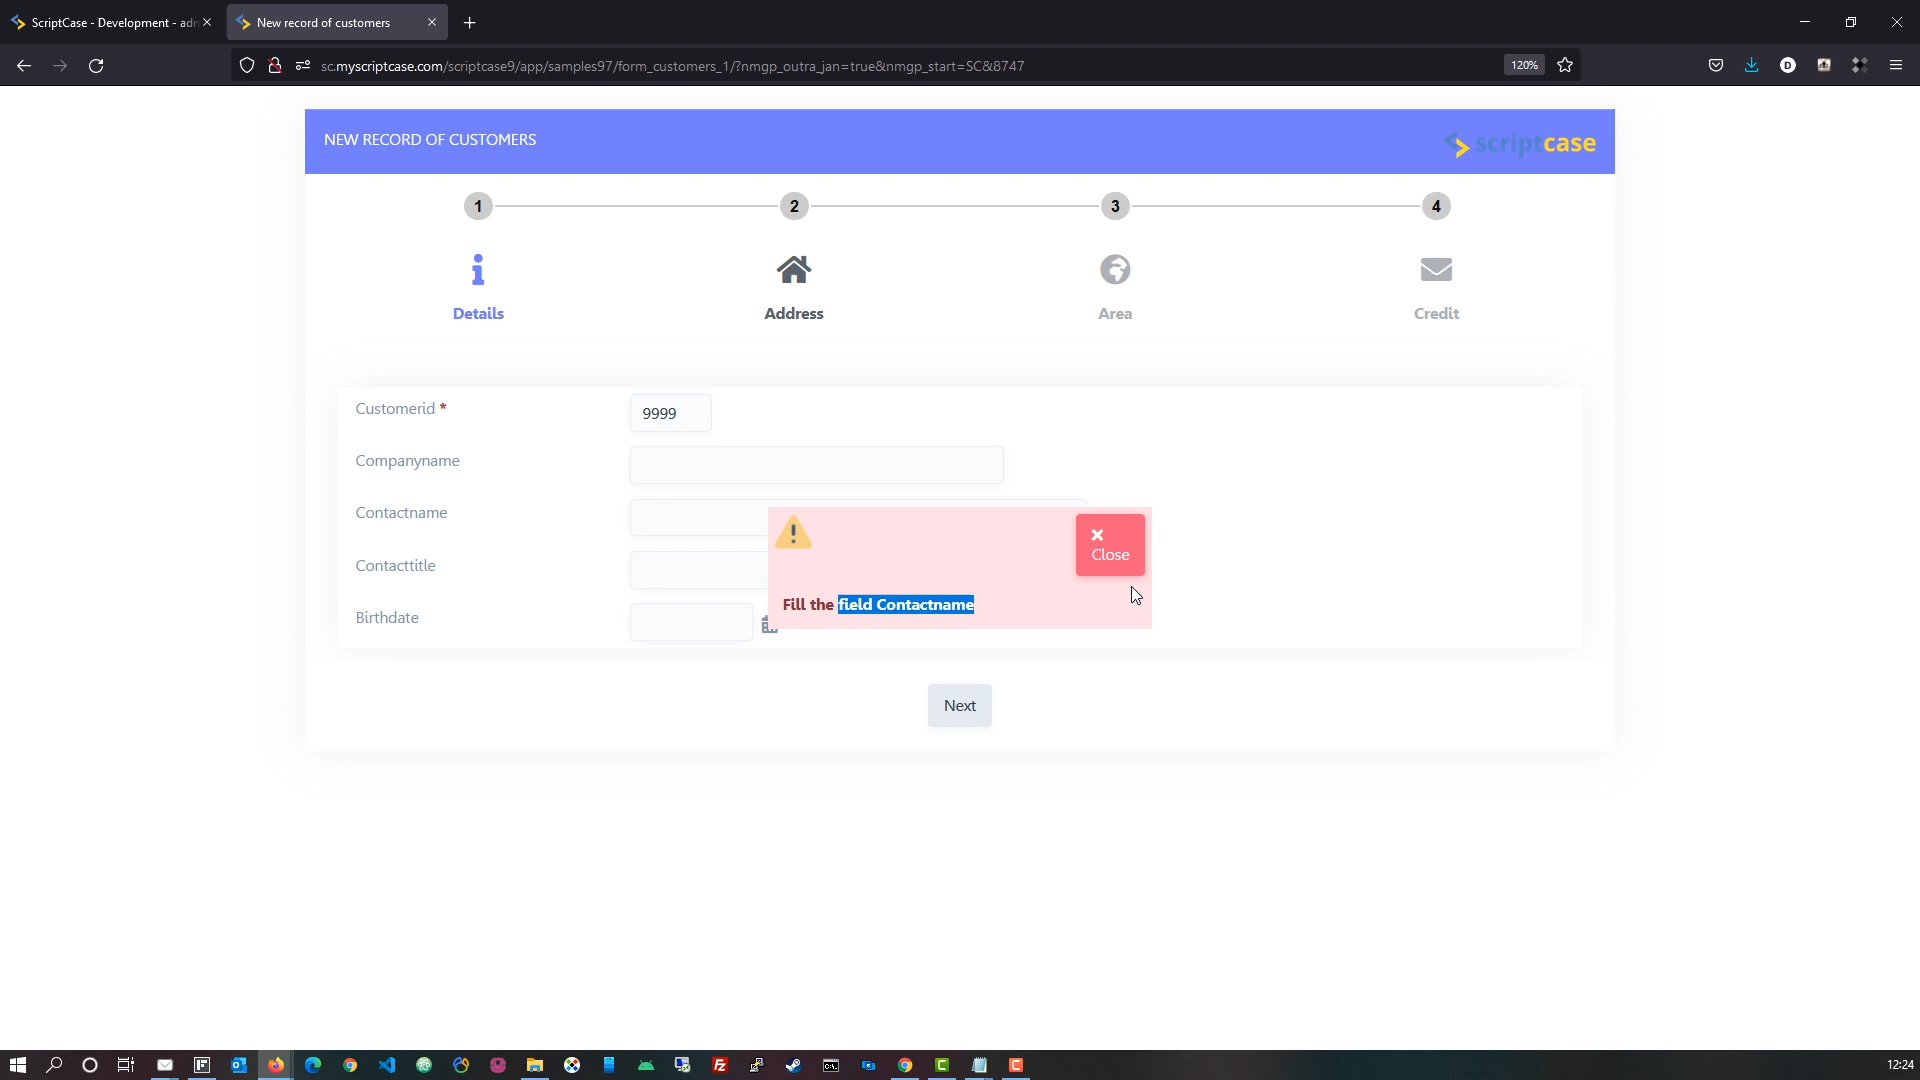 ScriptCase - Development - adn
New record of customers
sc.myscriptcase.com/scriptcase9/app/samples97/form_customers_1/?nmgp_outra_jan=true&nmgp_start=SC&8747
120%
D
NEW RECORD OF CUSTOMERS
scriptcase
1 2 3 4
Details Address Area Credit
Customerid * 9999
Companyname
Contactname
Close
Contacttitle
Fill the field Contactname
Birthdate
Next
12:24